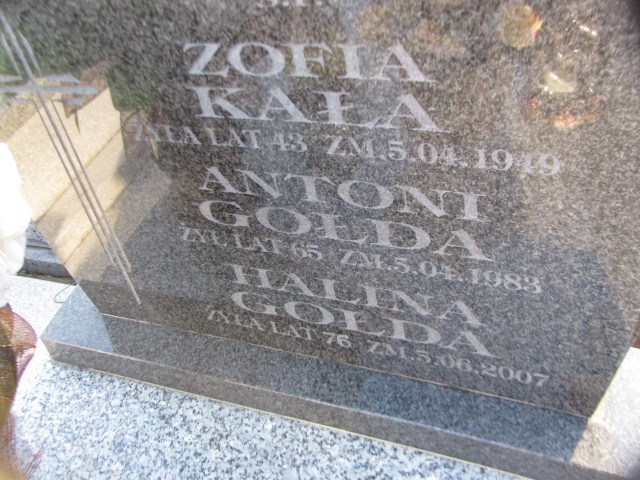 Ś.P.
ZOFIA
KAŁA
ŻYŁA LAT 43 ZM.5.04.1949
ANTONI
GOŁDA
ŻYŁ LAT 65 ZM.5.04.1983
HALINA
GOŁDA
ŻYŁA LAT 76 ZM.5.06.2007